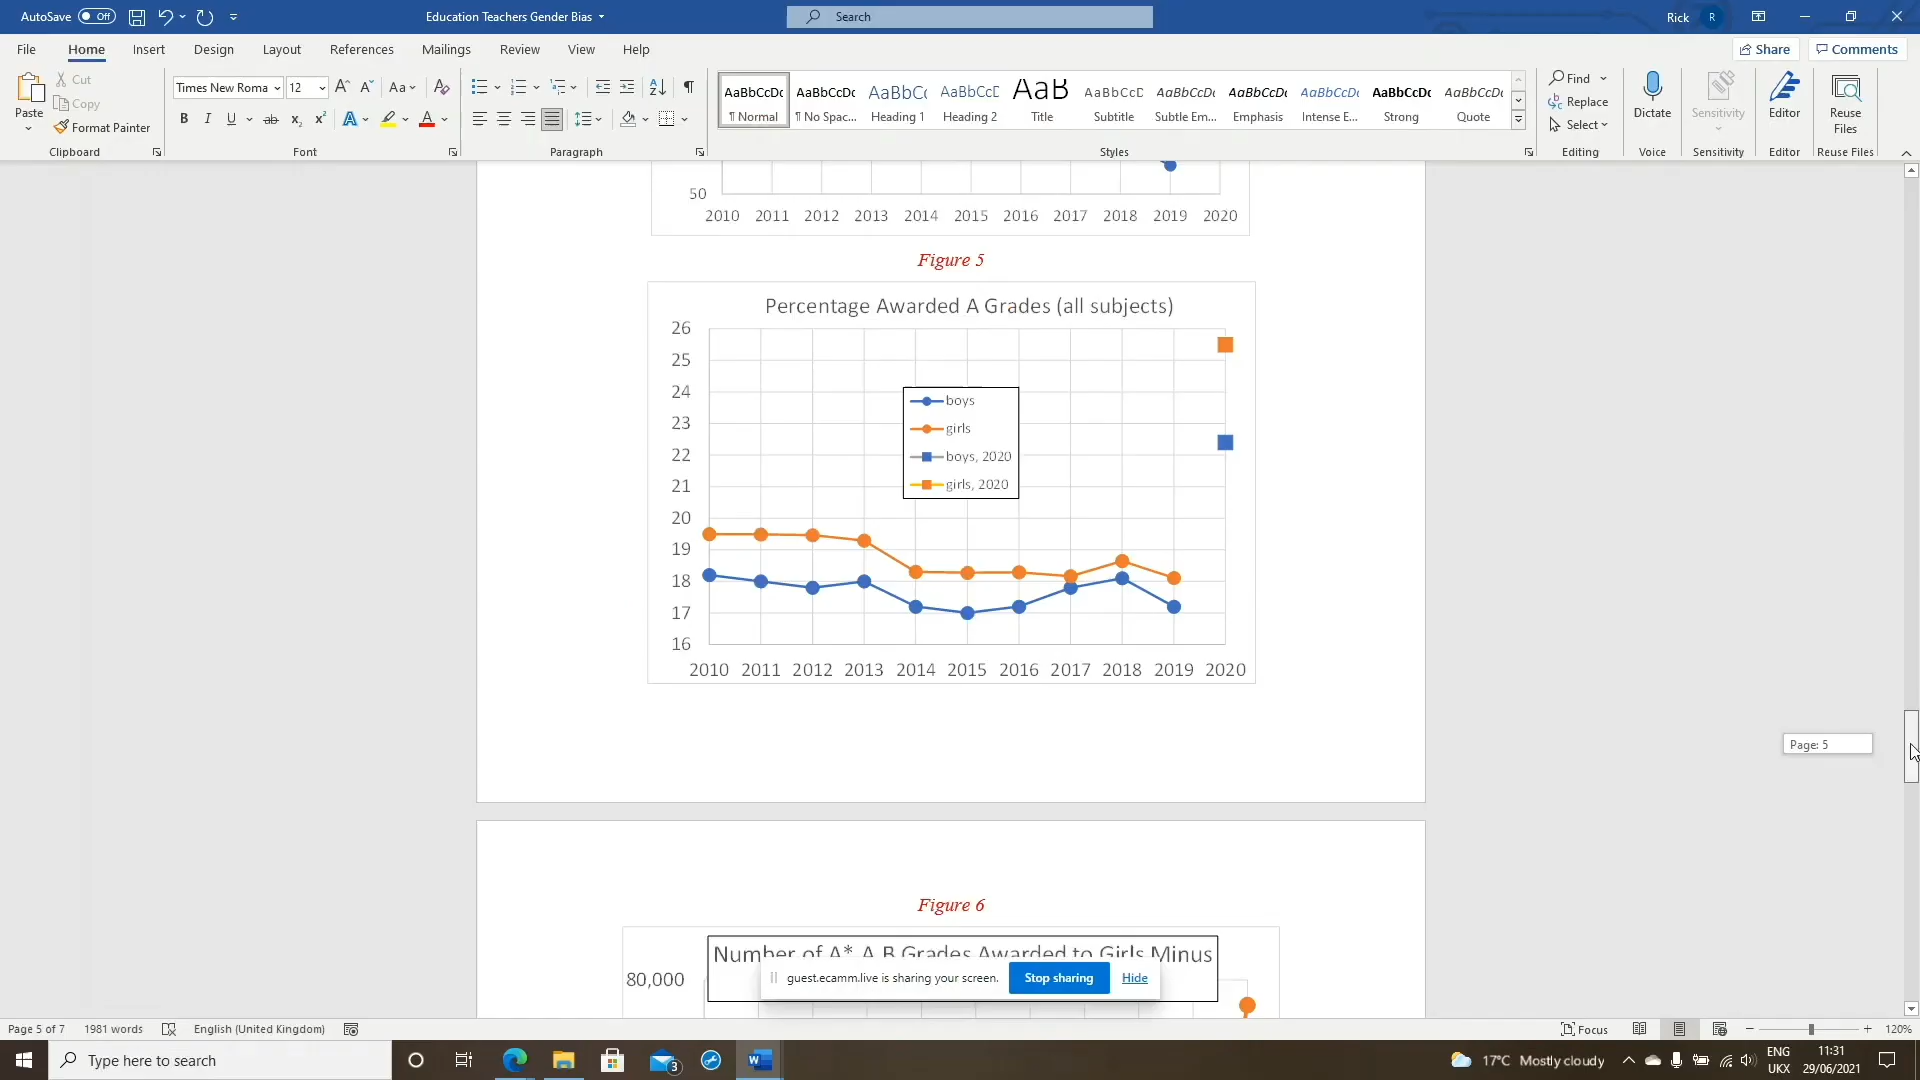 AutoSave Off Education Teachers Gender Bias Search Rick R
File Home Insert Design Layout References Mailings Review View Help Share Comments
Paste Cut Copy Format Painter Clipboard
Times New Roma 12 Font
B I U ab x₂ x² A A Aa
Paragraph
AaBbCcDc AaBbCcDc AaBbCc AaBbCcD AaB AaBbCcD AaBbCcDc AaBbCcDc AaBbCcDc AaBbCcDc AaBbCcDc
¶ Normal ¶ No Spac... Heading 1 Heading 2 Title Subtitle Subtle Em... Emphasis Intense E... Strong Quote
Styles
Find Replace Select Editing
Dictate Voice
Sensitivity Sensitivity
Editor Editor
Reuse Files Reuse Files
50
2010 2011 2012 2013 2014 2015 2016 2017 2018 2019 2020
Figure 5
Percentage Awarded A Grades (all subjects)
26
25
24
23
22
21
20
19
18
17
16
boys
girls
boys, 2020
girls, 2020
2010 2011 2012 2013 2014 2015 2016 2017 2018 2019 2020
Page: 5
Figure 6
Number of A* A B Grades Awarded to Girls Minus
80,000
guest.ecamm.live is sharing your screen. Stop sharing Hide
Page 5 of 7 1981 words English (United Kingdom) Focus 120%
Type here to search 3 17°C Mostly cloudy ENG UKX 11:31 29/06/2021